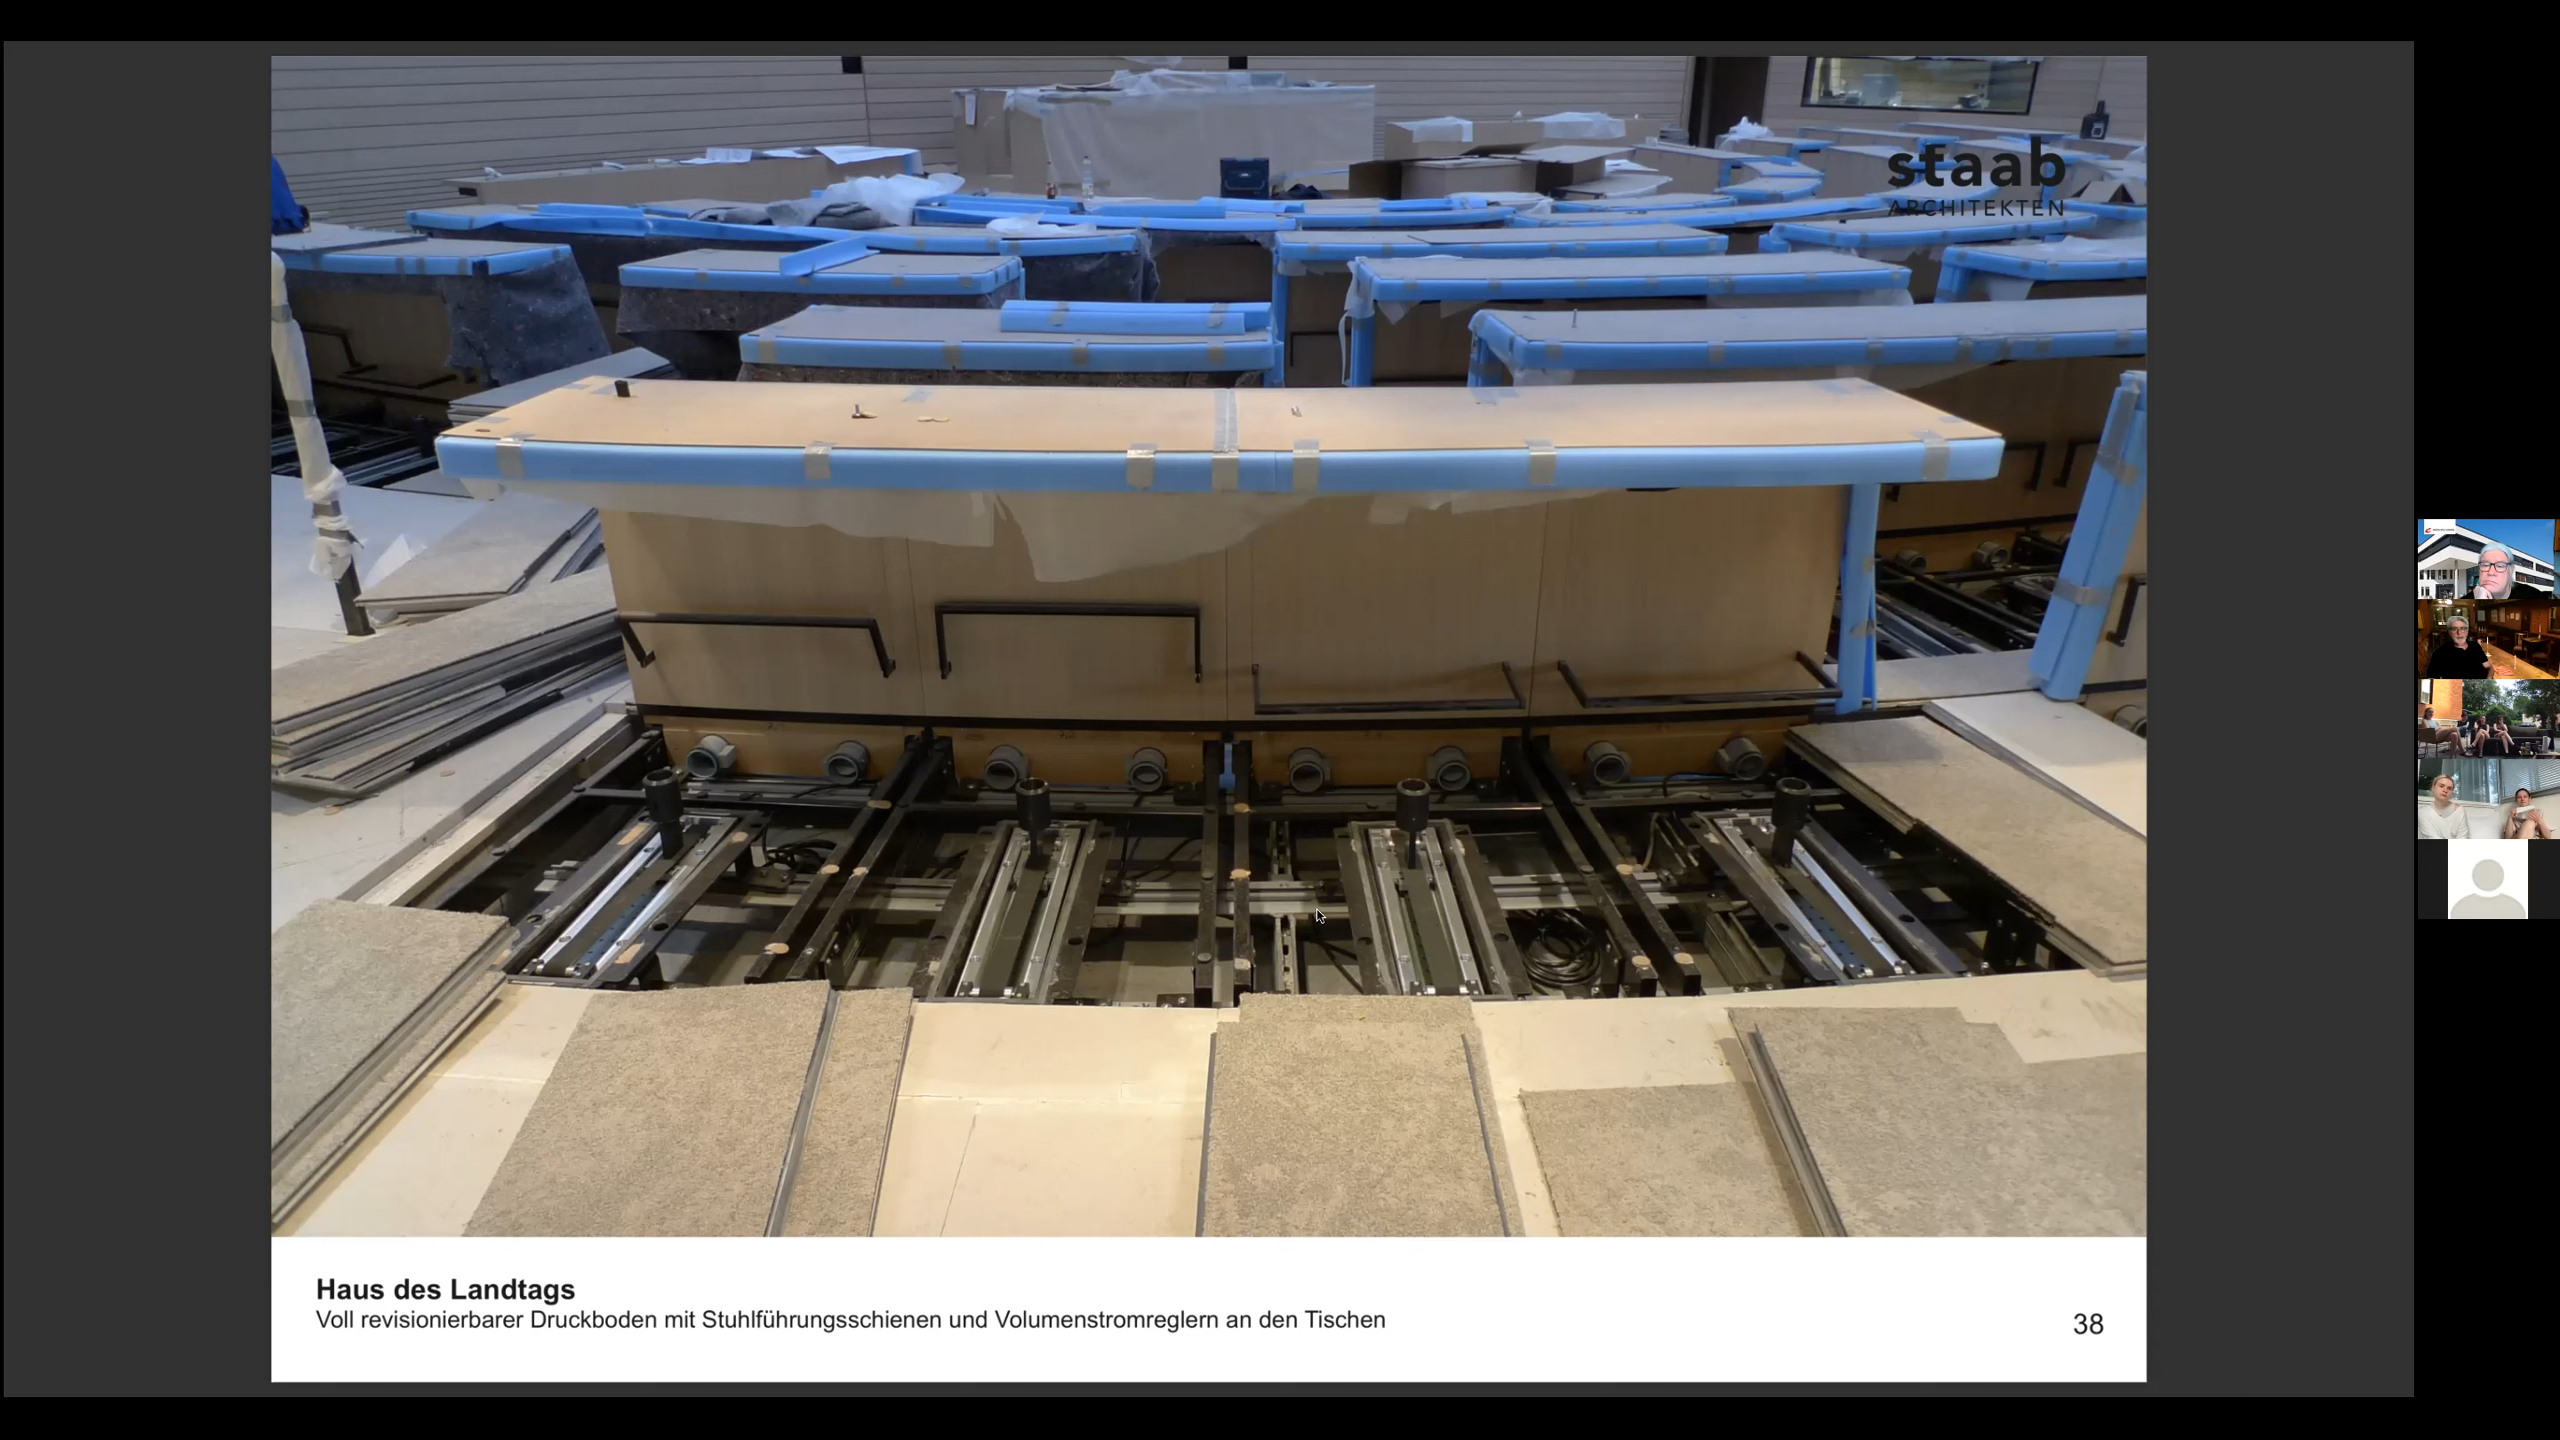 staab
ARCHITEKTEN
Haus des Landtags
Voll revisionierbarer Druckboden mit Stuhlführungsschienen und Volumenstromreglern an den Tischen
38